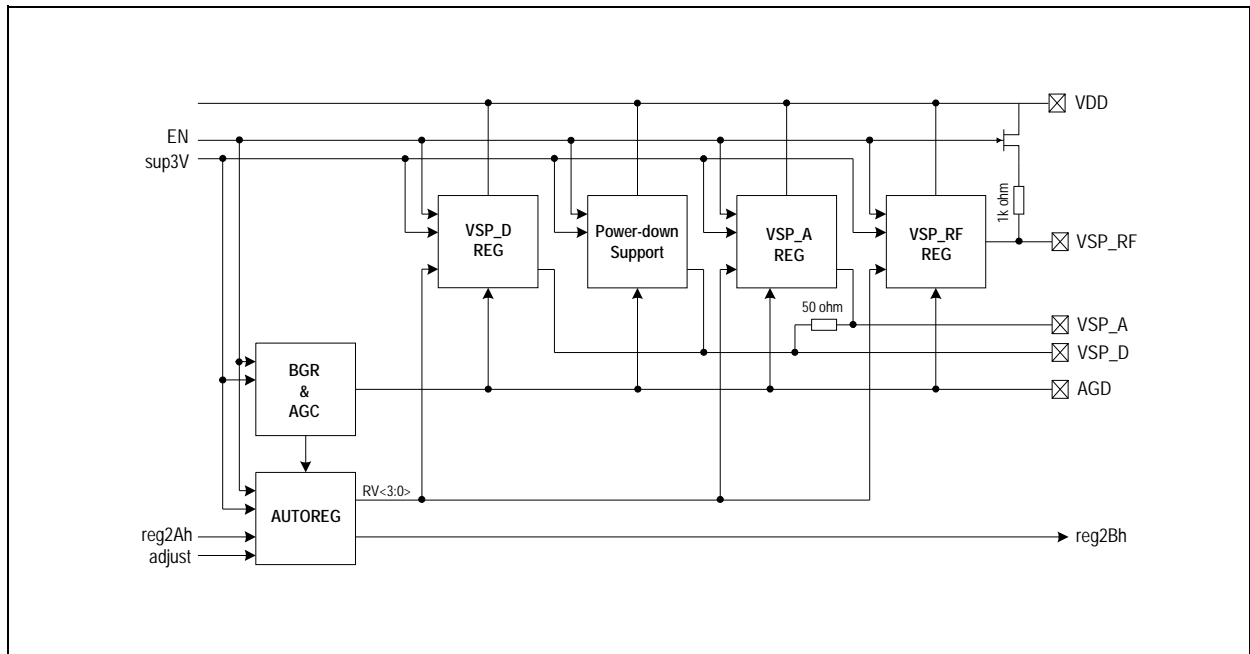 VDD
EN
sup3V
1k ohm
VSP_D
REG
Power-down
Support
VSP_A
REG
VSP_RF
REG
VSP_RF
50 ohm
VSP_A
VSP_D
BGR
&
AGC
AGD
RV<3:0>
AUTOREG
reg2Ah
adjust
reg2Bh